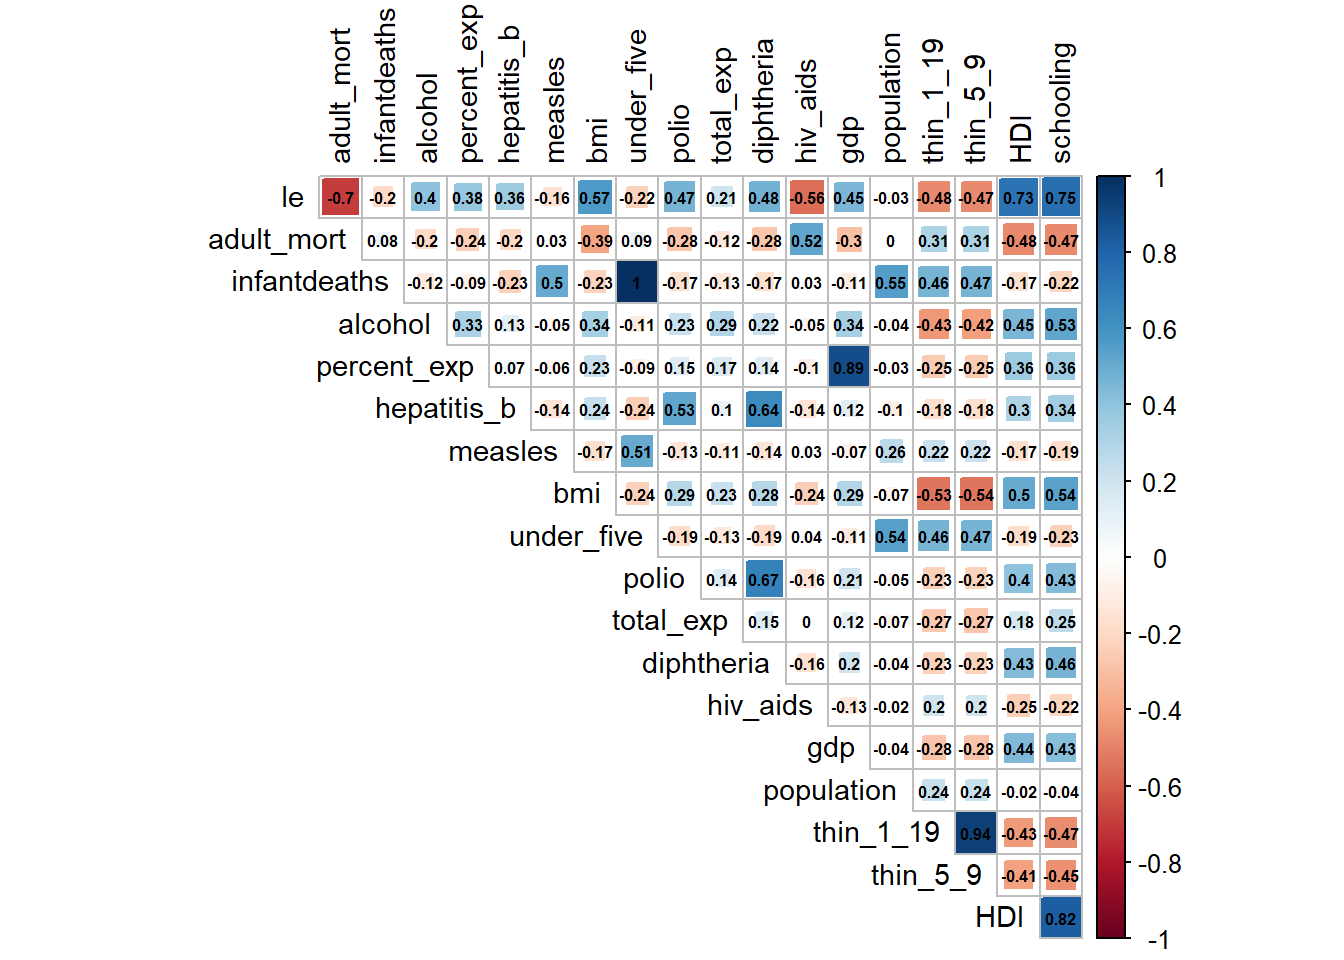 adult_mort infantdeaths alcohol percent_exp hepatitis_b measles bmi under_five polio total_exp diphtheria hiv_aids gdp population thin_1_19 thin_5_9 HDI schooling
le -0.7 -0.2 0.4 0.38 0.36 -0.16 0.57 -0.22 0.47 0.21 0.48 -0.56 0.45 -0.03 -0.48 -0.47 0.73 0.75
adult_mort 0.08 -0.2 -0.24 -0.2 0.03 -0.39 0.09 -0.28 -0.12 -0.28 0.52 -0.3 0 0.31 0.31 -0.48 -0.47
infantdeaths -0.12 -0.09 -0.23 0.5 -0.23 1 -0.17 -0.13 -0.17 0.03 -0.11 0.55 0.46 0.47 -0.17 -0.22
alcohol 0.33 0.13 -0.05 0.34 -0.11 0.23 0.29 0.22 -0.05 0.34 -0.04 -0.43 -0.42 0.45 0.53
percent_exp 0.07 -0.06 0.23 -0.09 0.15 0.17 0.14 -0.1 0.89 -0.03 -0.25 -0.25 0.36 0.36
hepatitis_b -0.14 0.24 -0.24 0.53 0.1 0.64 -0.14 0.12 -0.1 -0.18 -0.18 0.3 0.34
measles -0.17 0.51 -0.13 -0.11 -0.14 0.03 -0.07 0.26 0.22 0.22 -0.17 -0.19
bmi -0.24 0.29 0.23 0.28 -0.24 0.29 -0.07 -0.53 -0.54 0.5 0.54
under_five -0.19 -0.13 -0.19 0.04 -0.11 0.54 0.46 0.47 -0.19 -0.23
polio 0.14 0.67 -0.16 0.21 -0.05 -0.23 -0.23 0.4 0.43
total_exp 0.15 0 0.12 -0.07 -0.27 -0.27 0.18 0.25
diphtheria -0.16 0.2 -0.04 -0.23 -0.23 0.43 0.46
hiv_aids -0.13 -0.02 0.2 0.2 -0.25 -0.22
gdp -0.04 -0.28 -0.28 0.44 0.43
population 0.24 0.24 -0.02 -0.04
thin_1_19 0.94 -0.43 -0.47
thin_5_9 -0.41 -0.45
HDI 0.82
1
0.8
0.6
0.4
0.2
0
-0.2
-0.4
-0.6
-0.8
-1